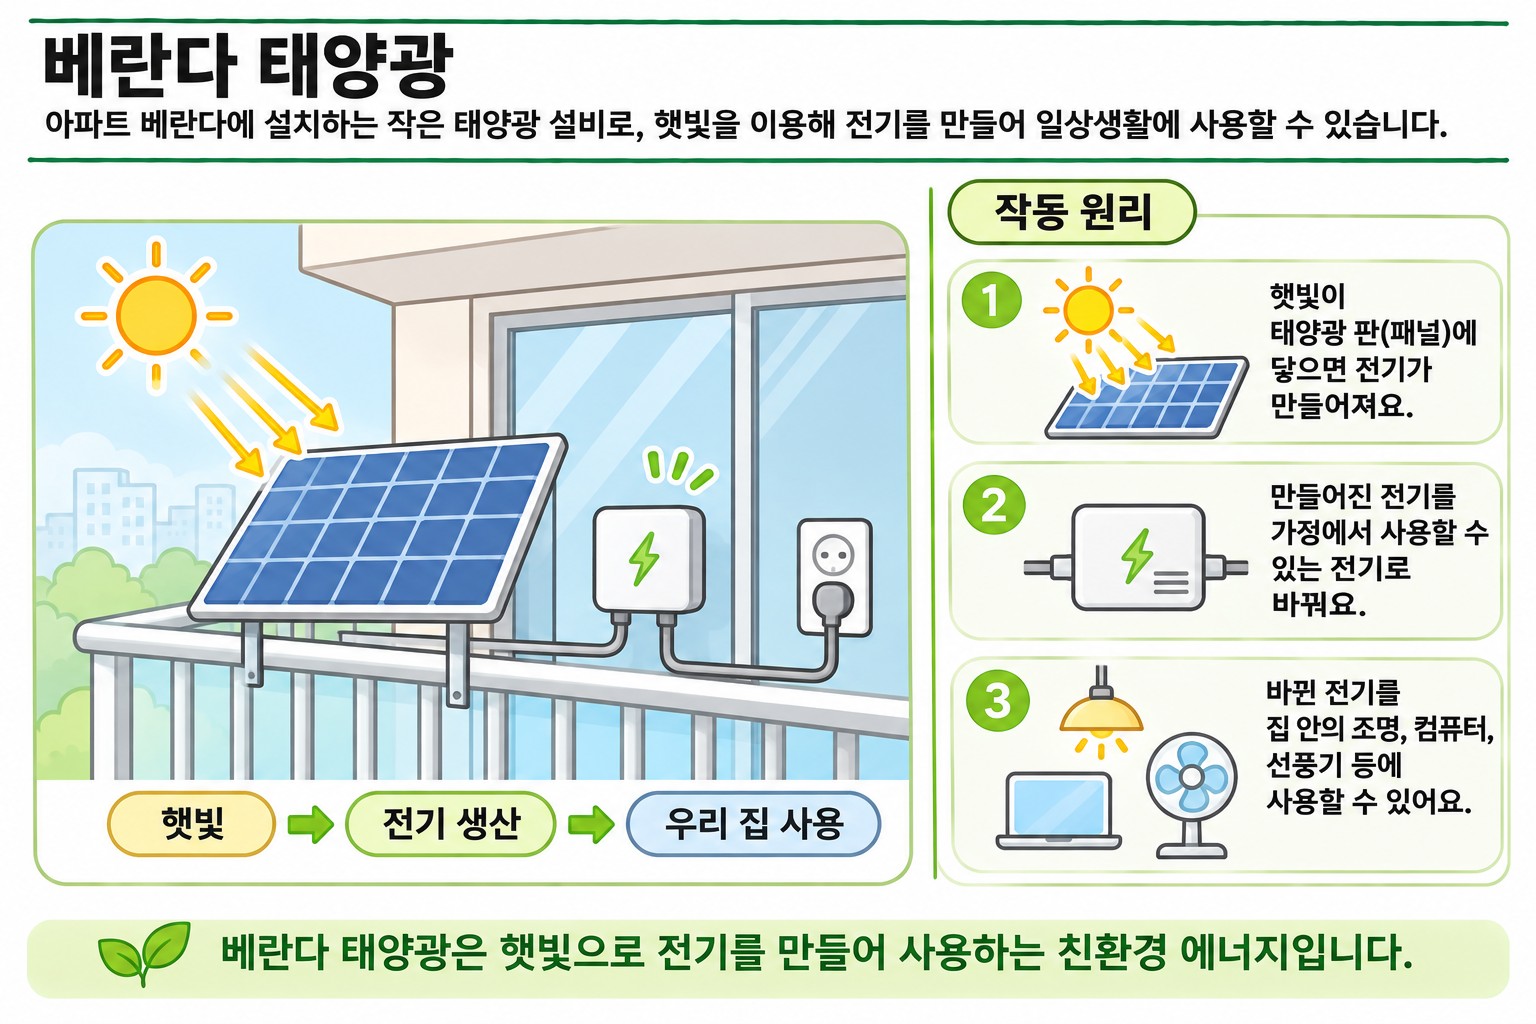 베란다 태양광
아파트 베란다에 설치하는 작은 태양광 설비로, 햇빛을 이용해 전기를 만들어 일상생활에 사용할 수 있습니다.
햇빛
전기 생산
우리 집 사용
작동 원리
1
햇빛이
태양광 판(패널)에
닿으면 전기가
만들어져요.
2
만들어진 전기를
가정에서 사용할 수
있는 전기로
바꿔요.
3
바뀐 전기를
집 안의 조명, 컴퓨터,
선풍기 등에
사용할 수 있어요.
베란다 태양광은 햇빛으로 전기를 만들어 사용하는 친환경 에너지입니다.